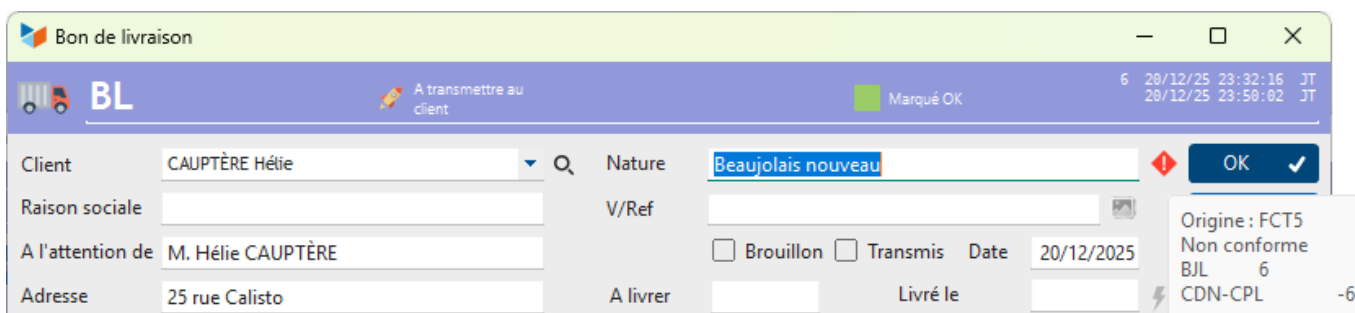 Bon de livraison
BL
A transmettre au
client
Marqué OK
6 20/12/25 23:32:16 JT
20/12/25 23:50:02 JT
Client CAUPTÈRE Hélie Nature Beaujolais nouveau OK
Raison sociale V/Ref
A l'attention de M. Hélie CAUPTÈRE Brouillon Transmis Date 20/12/2025
Adresse 25 rue Calisto A livrer Livré le
Origine : FCT5
Non conforme
BJL 6
CDN-CPL -6